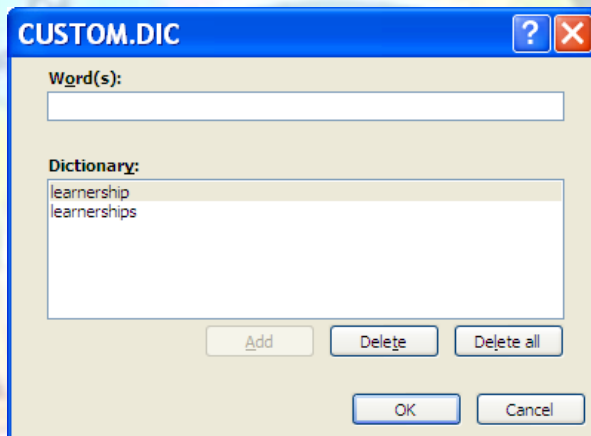 CUSTOM.DIC
Word(s):
Dictionary:
learnership
learnerships
Add Delete Delete all
OK Cancel